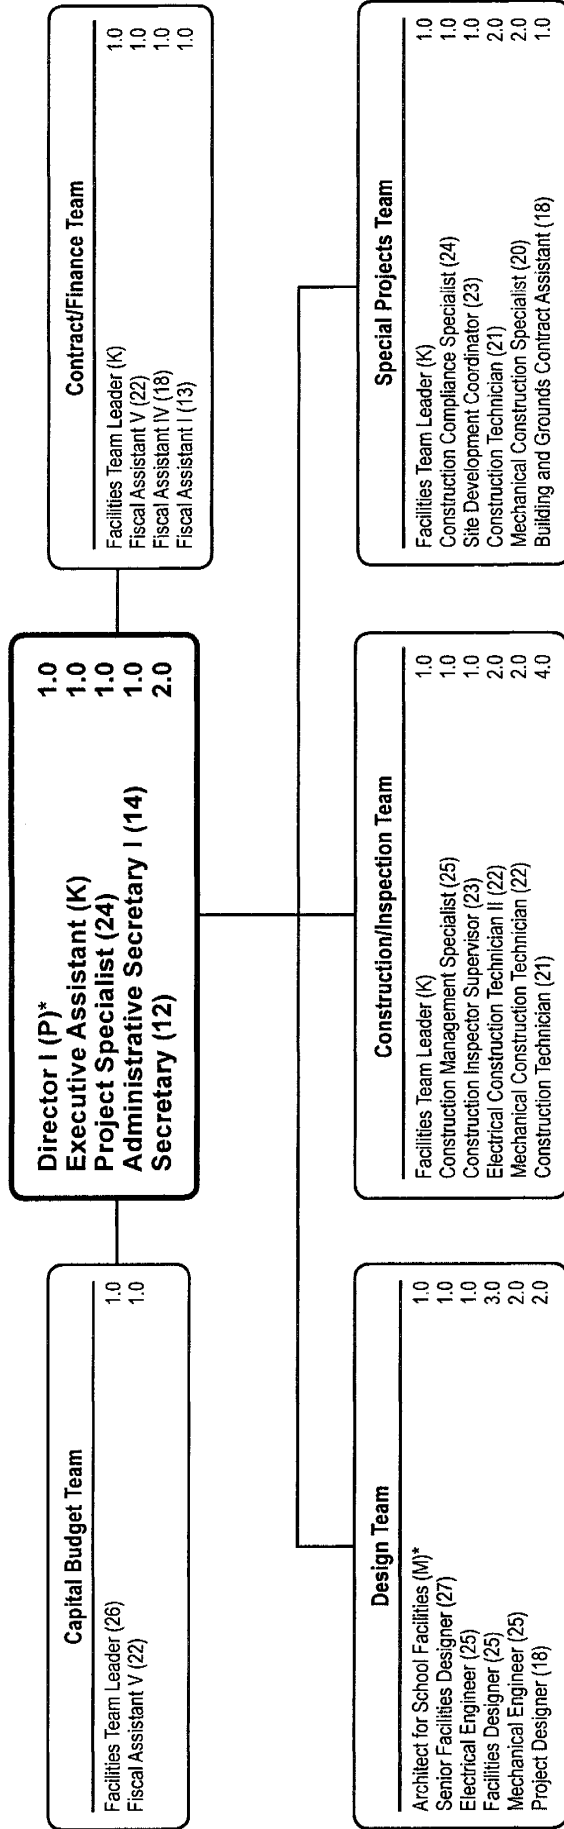 Director I (P)* 1.0
Executive Assistant (K) 1.0
Project Specialist (24) 1.0
Administrative Secretary I (14) 1.0
Secretary (12) 2.0
Capital Budget Team
Facilities Team Leader (26) 1.0
Fiscal Assistant V (22) 1.0
Contract/Finance Team
Facilities Team Leader (K) 1.0
Fiscal Assistant V (22) 1.0
Fiscal Assistant IV (18) 1.0
Fiscal Assistant I (13) 1.0
Design Team
Architect for School Facilities (M)* 1.0
Senior Facilities Designer (27) 1.0
Electrical Engineer (25) 1.0
Facilities Designer (25) 3.0
Mechanical Engineer (25) 2.0
Project Designer (18) 2.0
Construction/Inspection Team
Facilities Team Leader (K) 1.0
Construction Management Specialist (25) 1.0
Construction Inspector Supervisor (23) 1.0
Electrical Construction Technician II (22) 2.0
Mechanical Construction Technician (22) 2.0
Construction Technician (21) 4.0
Special Projects Team
Facilities Team Leader (K) 1.0
Construction Compliance Specialist (24) 1.0
Site Development Coordinator (23) 1.0
Construction Technician (21) 2.0
Mechanical Construction Specialist (20) 2.0
Building and Grounds Contract Assistant (18) 1.0